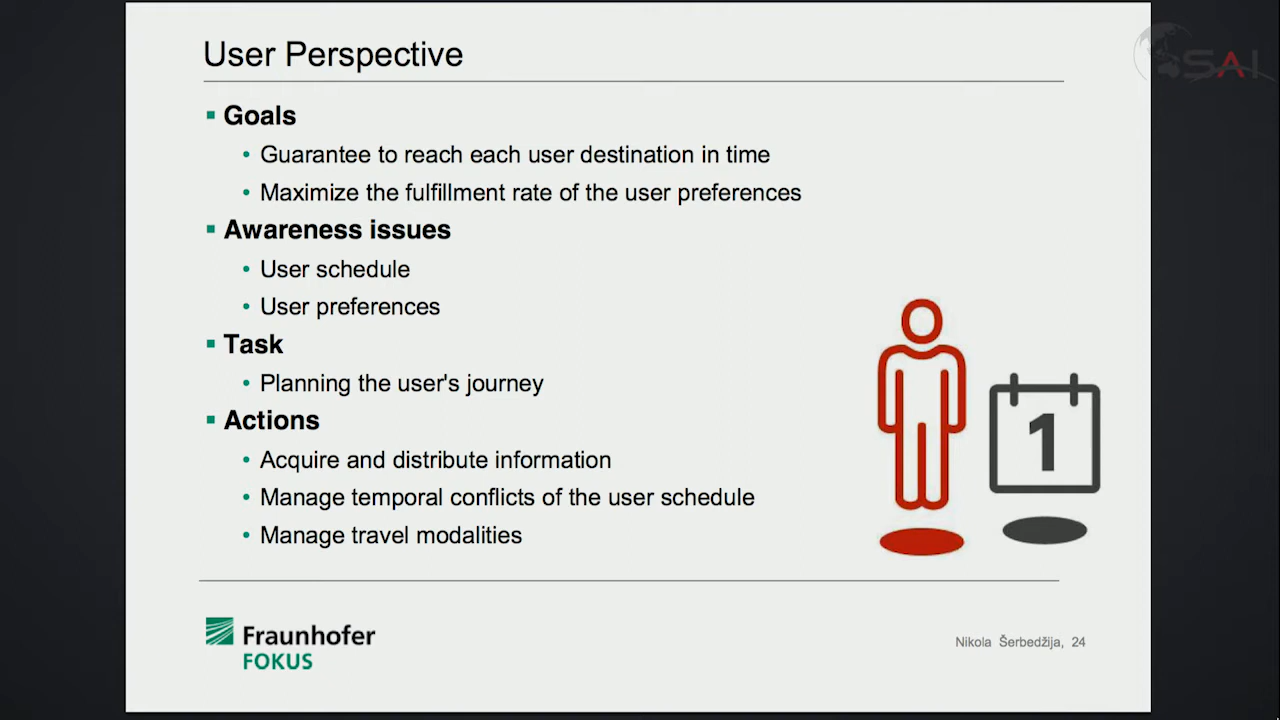 User Perspective
SAI
Goals
Guarantee to reach each user destination in time
Maximize the fulfillment rate of the user preferences
Awareness issues
User schedule
User preferences
Task
Planning the user's journey
Actions
Acquire and distribute information
Manage temporal conflicts of the user schedule
Manage travel modalities
1
Fraunhofer
FOKUS
Nikola Šerbedžija, 24